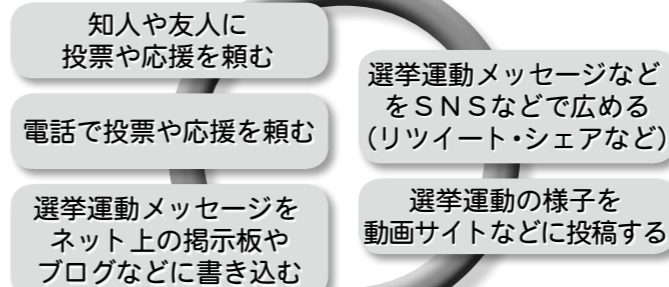 知人や友人に
投票や応援を頼む
電話で投票や応援を頼む
選挙運動メッセージを
ネット上の掲示板や
ブログなどに書き込む
選挙運動メッセージなど
をＳＮＳなどで広める
（リツイート・シェアなど）
選挙運動の様子を
動画サイトなどに投稿する